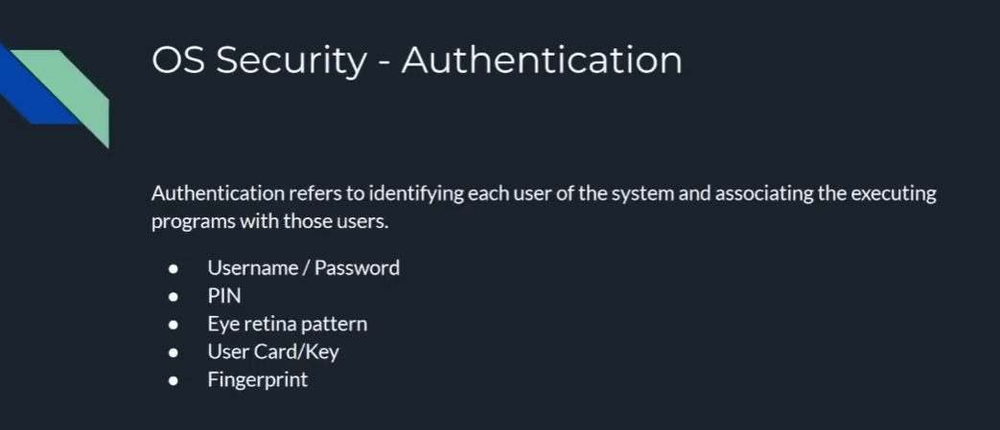 OS Security - Authentication
Authentication refers to identifying each user of the system and associating the executing
programs with those users.
● Username / Password
● PIN
● Eye retina pattern
● User Card/Key
● Fingerprint